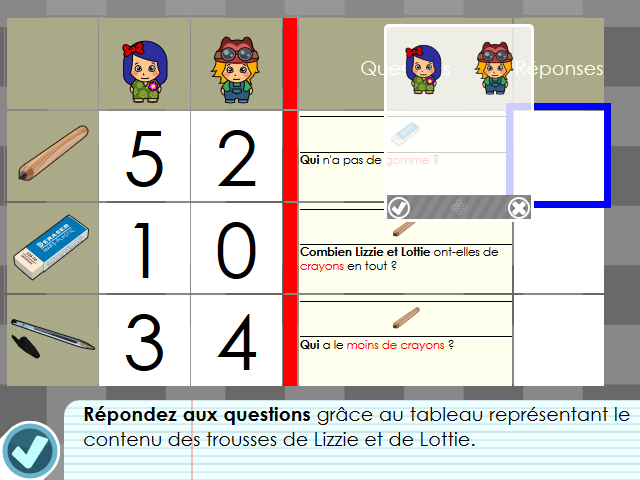 Questions Réponses
5 2
Qui n'a pas de gomme ?
ERASER
1 0
Combien Lizzie et Lottie ont-elles de
crayons en tout ?
3 4
Qui a le moins de crayons ?
Répondez aux questions grâce au tableau représentant le
contenu des trousses de Lizzie et de Lottie.